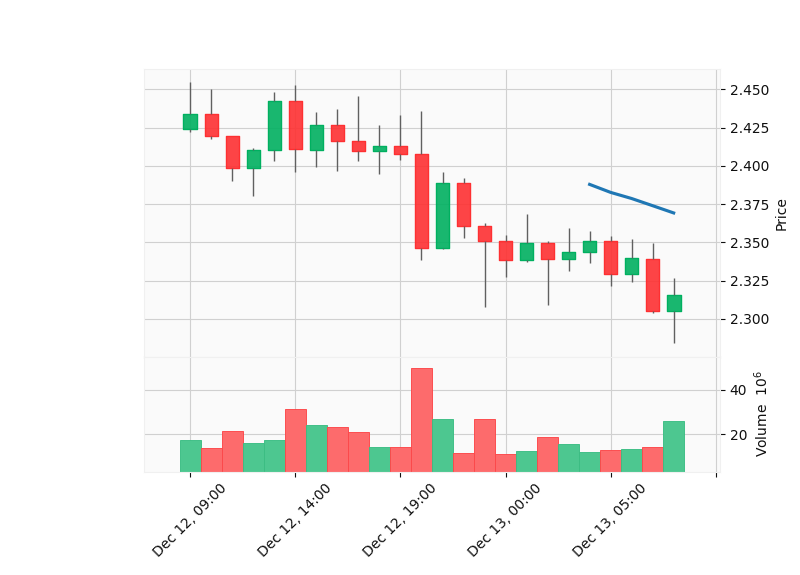 2.450
2.425
2.400
2.375
2.350
2.325
2.300
Price
40
20
Volume 10⁶
Dec 12, 09:00
Dec 12, 14:00
Dec 12, 19:00
Dec 13, 00:00
Dec 13, 05:00